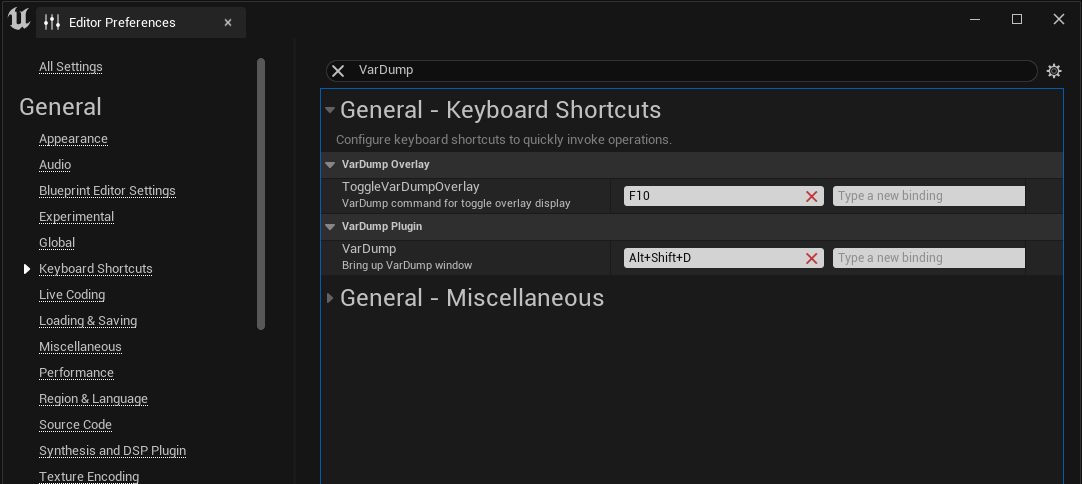 Editor Preferences
All Settings
General
Appearance
Audio
Blueprint Editor Settings
Experimental
Global
Keyboard Shortcuts
Live Coding
Loading & Saving
Miscellaneous
Performance
Region & Language
Source Code
Synthesis and DSP Plugin
Texture Encoding
VarDump
General - Keyboard Shortcuts
Configure keyboard shortcuts to quickly invoke operations.
VarDump Overlay
ToggleVarDumpOverlay
VarDump command for toggle overlay display
F10
Type a new binding
VarDump Plugin
VarDump
Bring up VarDump window
Alt+Shift+D
Type a new binding
General - Miscellaneous